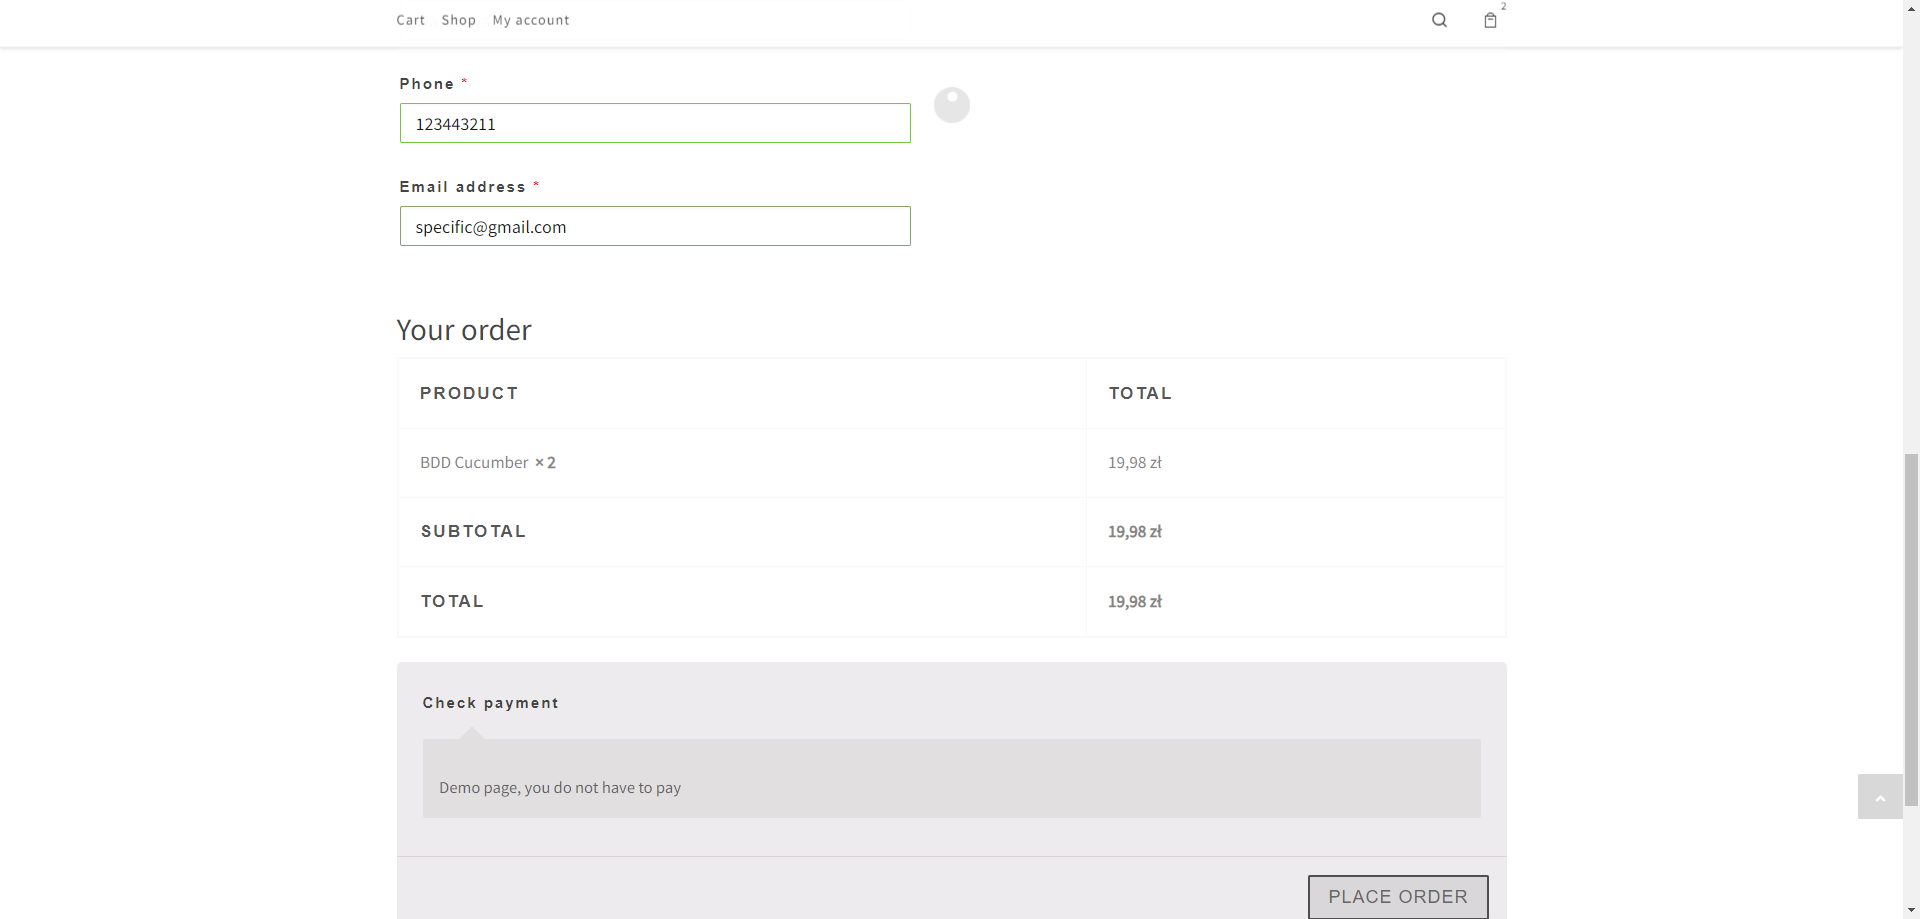 Cart Shop My account
2
Phone *
123443211
Email address *
specific@gmail.com
Your order
PRODUCT TOTAL
BDD Cucumber × 2 19,98 zł
SUBTOTAL 19,98 zł
TOTAL 19,98 zł
Check payment
Demo page, you do not have to pay
PLACE ORDER